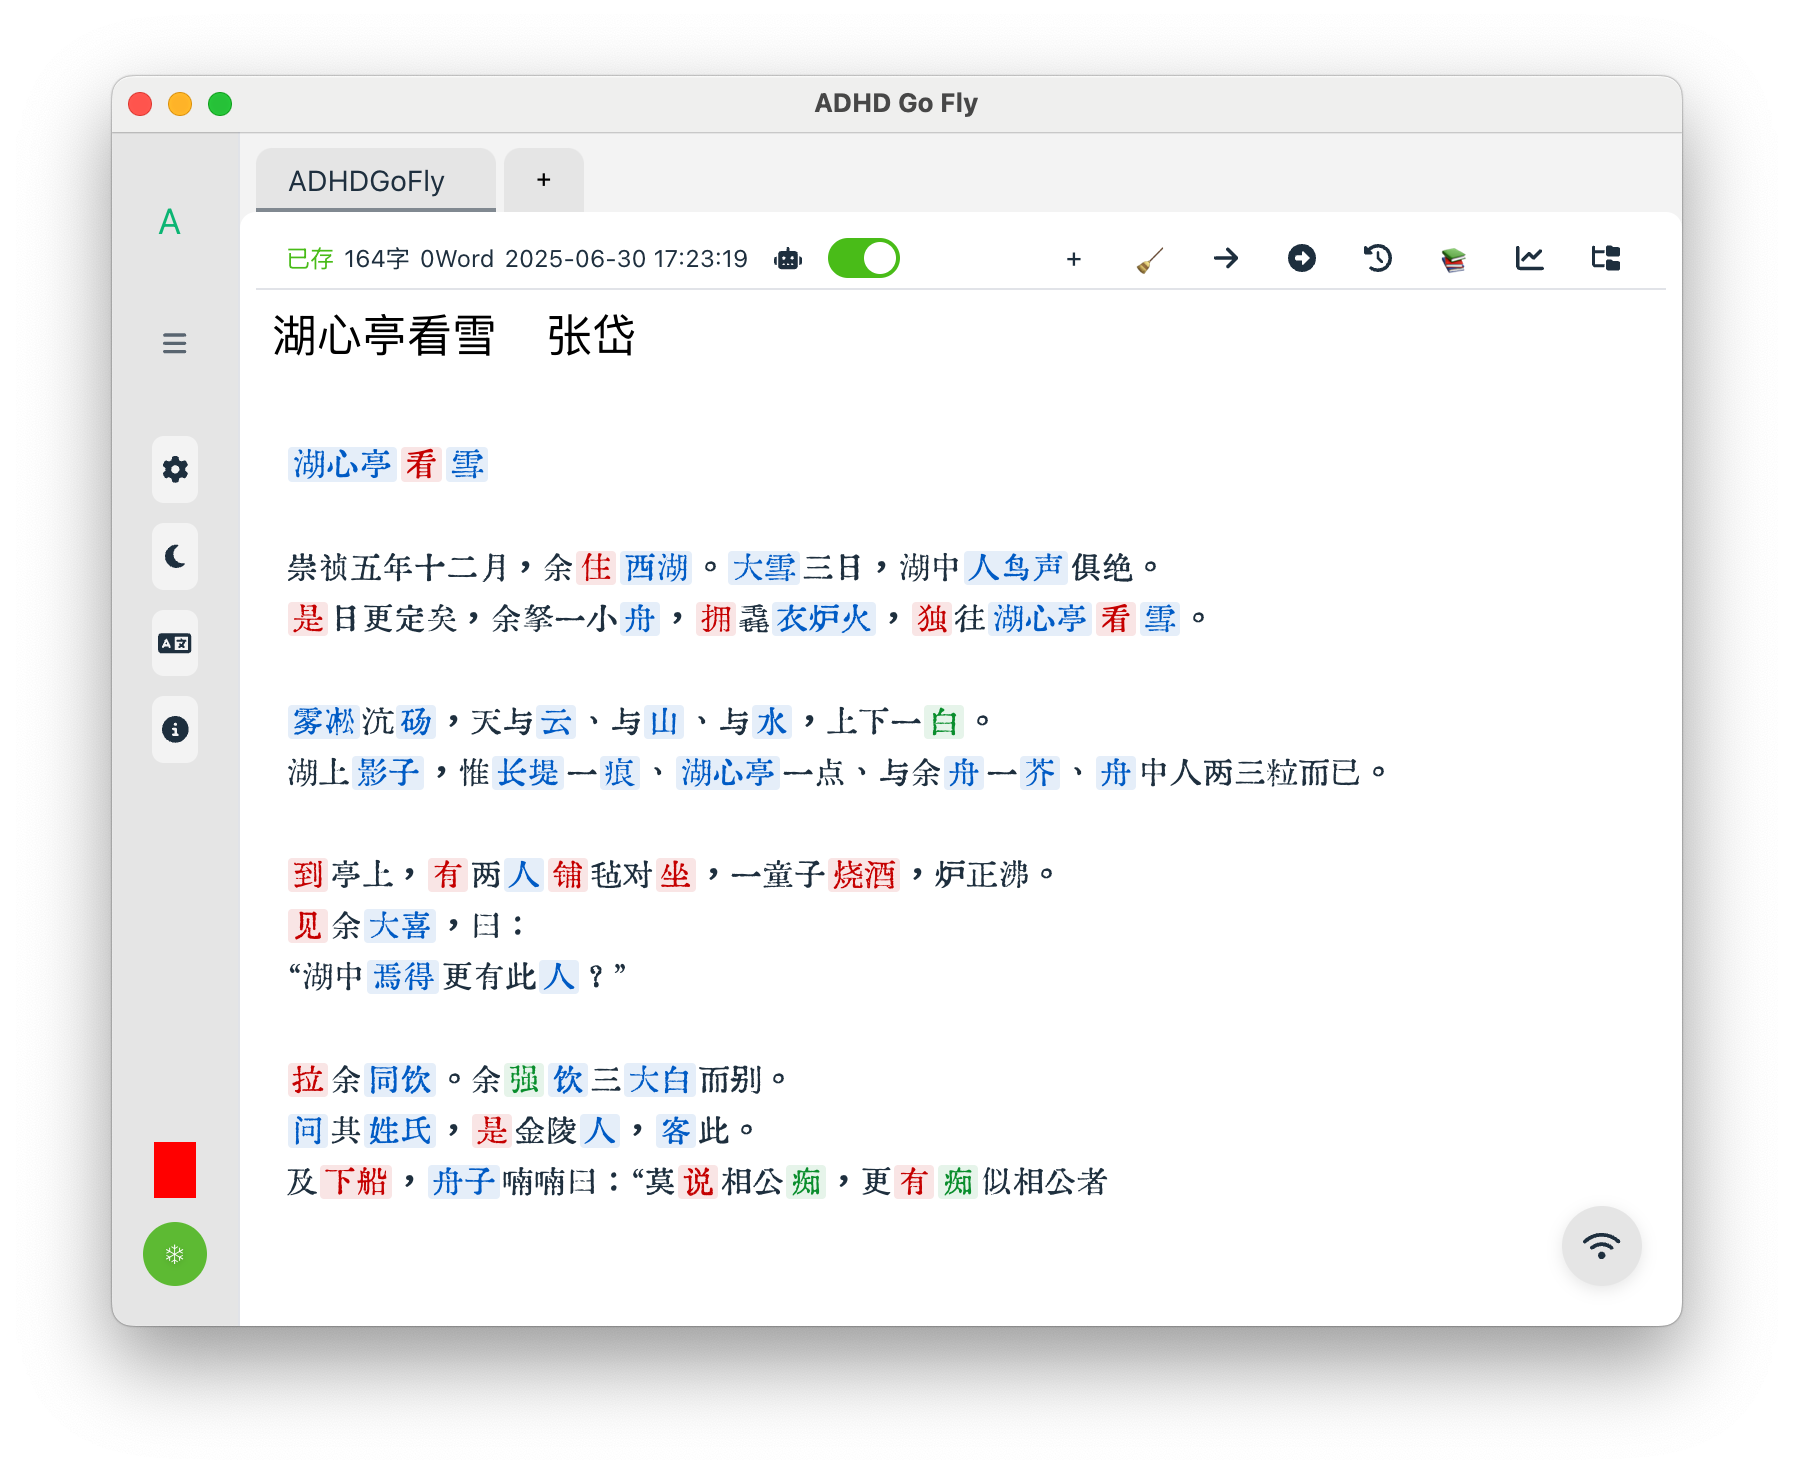 ADHD Go Fly
ADHDGoFly
+
A
已存 164字 0Word 2025-06-30 17:23:19
+
湖心亭看雪 张岱
湖心亭看雪
崇祯五年十二月，余住西湖。大雪三日，湖中人鸟声俱绝。
是日更定矣，余拏一小舟，拥毳衣炉火，独往湖心亭看雪。
雾凇沆砀，天与云、与山、与水，上下一白。
湖上影子，惟长堤一痕、湖心亭一点、与余舟一芥、舟中人两三粒而已。
到亭上，有两人铺毡对坐，一童子烧酒，炉正沸。
见余大喜，曰：
“湖中焉得更有此人？”
拉余同饮。余强饮三大白而别。
问其姓氏，是金陵人，客此。
及下船，舟子喃喃曰：“莫说相公痴，更有痴似相公者